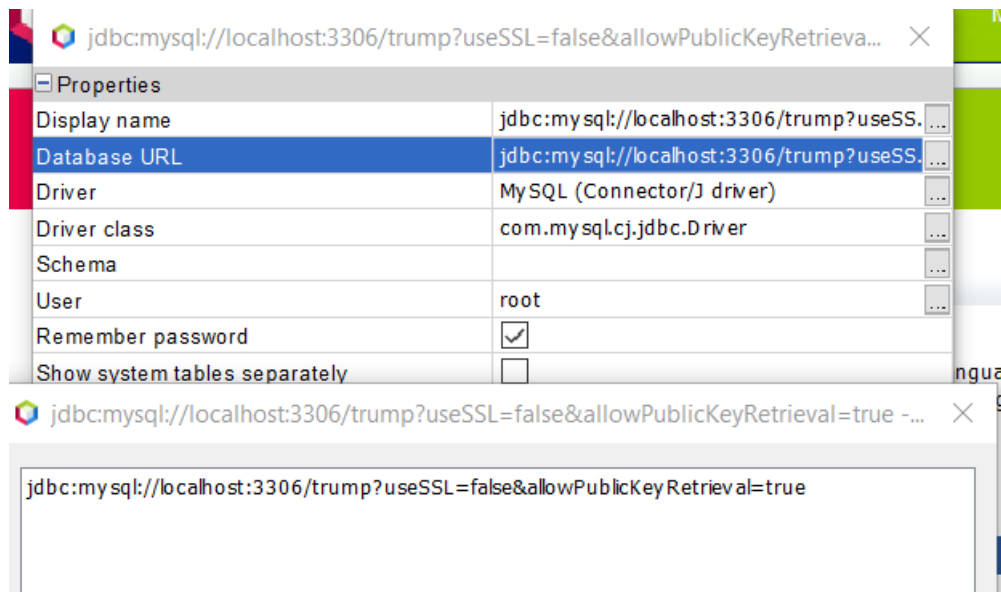 jdbc:mysql://localhost:3306/trump?useSSL=false&allowPublicKeyRetrieva...
Properties
Display name jdbc:mysql://localhost:3306/trump?useSS. ...
Database URL jdbc:mysql://localhost:3306/trump?useSS. ...
Driver MySQL (Connector/J driver) ...
Driver class com.mysql.cj.jdbc.Driver ...
Schema ...
User root ...
Remember password
Show system tables separately
jdbc:mysql://localhost:3306/trump?useSSL=false&allowPublicKeyRetrieval=true -...
jdbc:mysql://localhost:3306/trump?useSSL=false&allowPublicKeyRetrieval=true